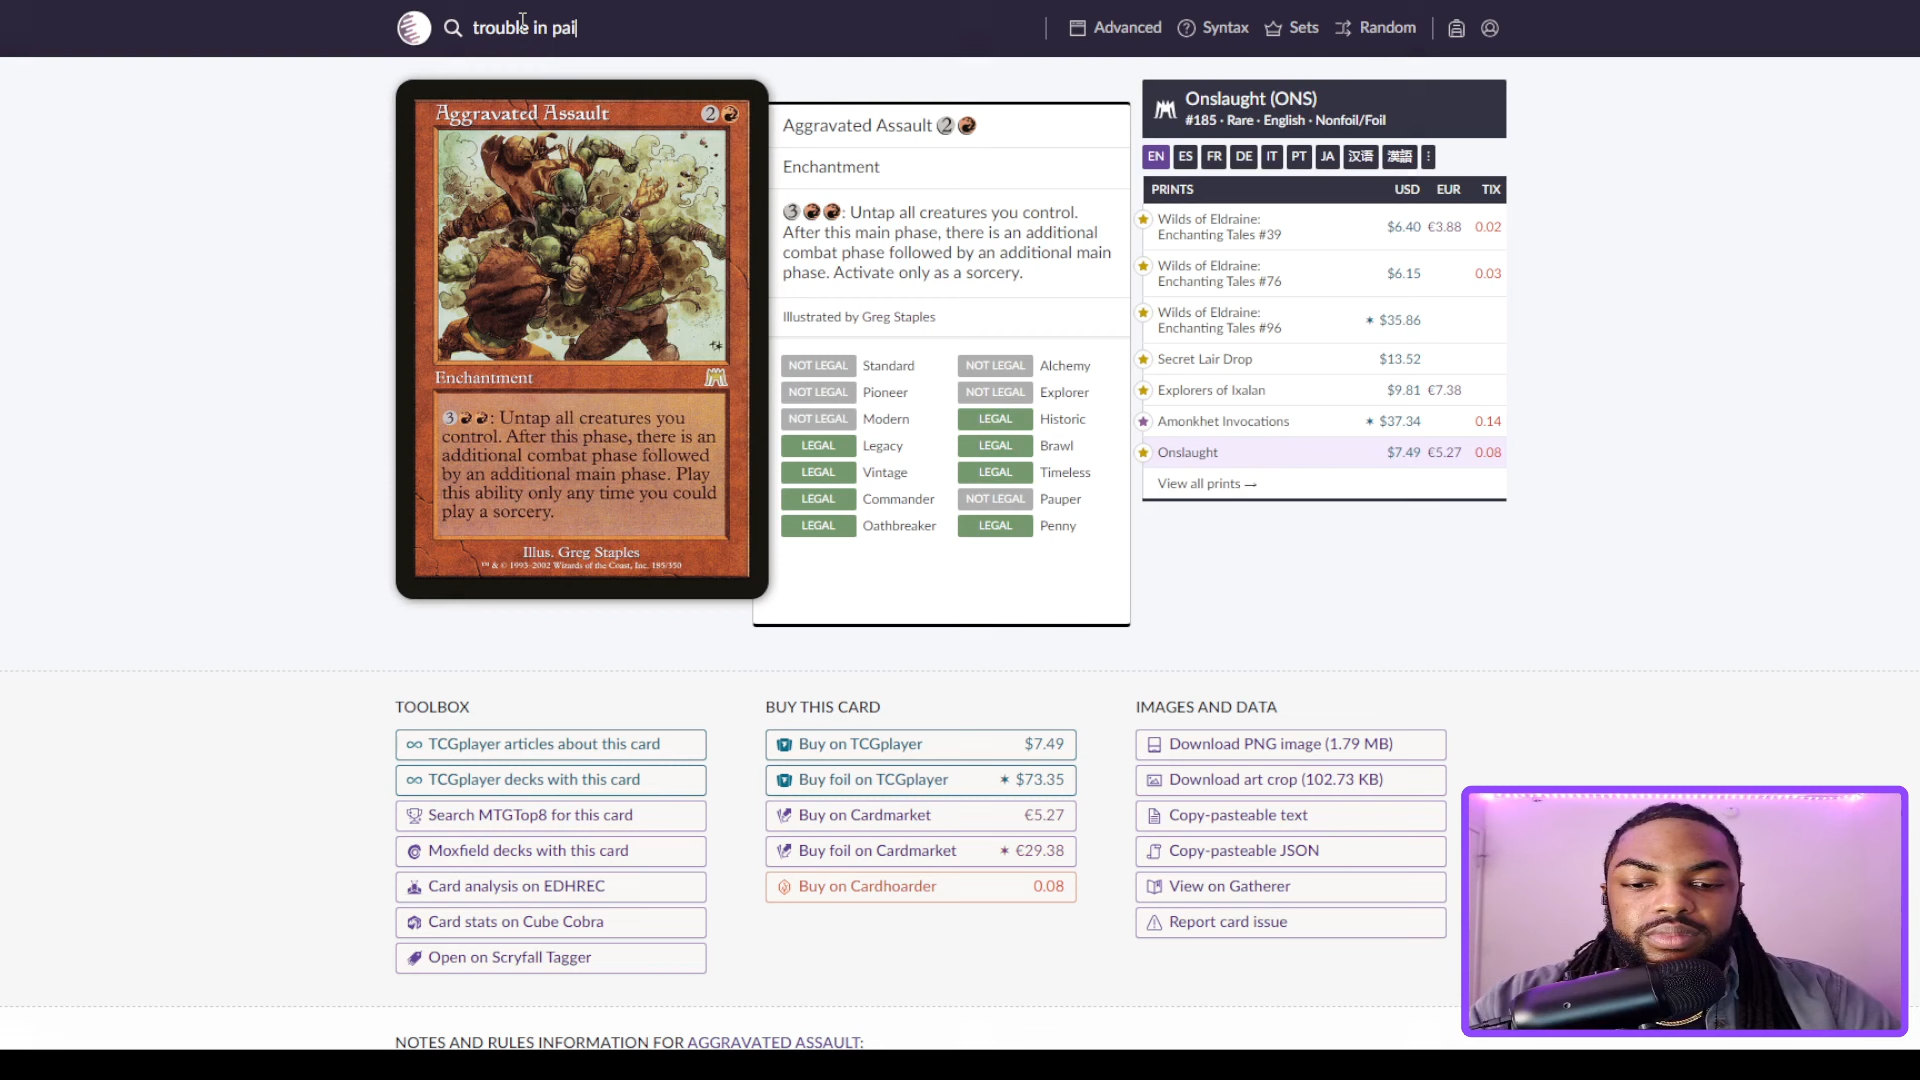 trouble in pai
Advanced
Syntax
Sets
Random
Aggravated Assault 2
Enchantment
3: Untap all creatures you
control. After this phase, there is an
additional combat phase followed
by an additional main phase. Play
this ability only any time you could
play a sorcery.
Illus. Greg Staples
™ & © 1993-2002 Wizards of the Coast, Inc. 185/350
Aggravated Assault 2
Enchantment
3: Untap all creatures you control.
After this main phase, there is an additional
combat phase followed by an additional main
phase. Activate only as a sorcery.
Illustrated by Greg Staples
NOT LEGAL Standard NOT LEGAL Alchemy
NOT LEGAL Pioneer NOT LEGAL Explorer
NOT LEGAL Modern LEGAL Historic
LEGAL Legacy LEGAL Brawl
LEGAL Vintage LEGAL Timeless
LEGAL Commander NOT LEGAL Pauper
LEGAL Oathbreaker LEGAL Penny
Onslaught (ONS)
#185 · Rare · English · Nonfoil/Foil
EN ES FR DE IT PT JA 汉语 漢語
PRINTS USD EUR TIX
Wilds of Eldraine:
Enchanting Tales #39 $6.40 €3.88 0.02
Wilds of Eldraine:
Enchanting Tales #76 $6.15 0.03
Wilds of Eldraine:
Enchanting Tales #96 ✶ $35.86
Secret Lair Drop $13.52
Explorers of Ixalan $9.81 €7.38
Amonkhet Invocations ✶ $37.34 0.14
Onslaught $7.49 €5.27 0.08
View all prints →
TOOLBOX
TCGplayer articles about this card
TCGplayer decks with this card
Search MTGTop8 for this card
Moxfield decks with this card
Card analysis on EDHREC
Card stats on Cube Cobra
Open on Scryfall Tagger
BUY THIS CARD
Buy on TCGplayer $7.49
Buy foil on TCGplayer ✶ $73.35
Buy on Cardmarket €5.27
Buy foil on Cardmarket ✶ €29.38
Buy on Cardhoarder 0.08
IMAGES AND DATA
Download PNG image (1.79 MB)
Download art crop (102.73 KB)
Copy-pasteable text
Copy-pasteable JSON
View on Gatherer
Report card issue
NOTES AND RULES INFORMATION FOR AGGRAVATED ASSAULT: